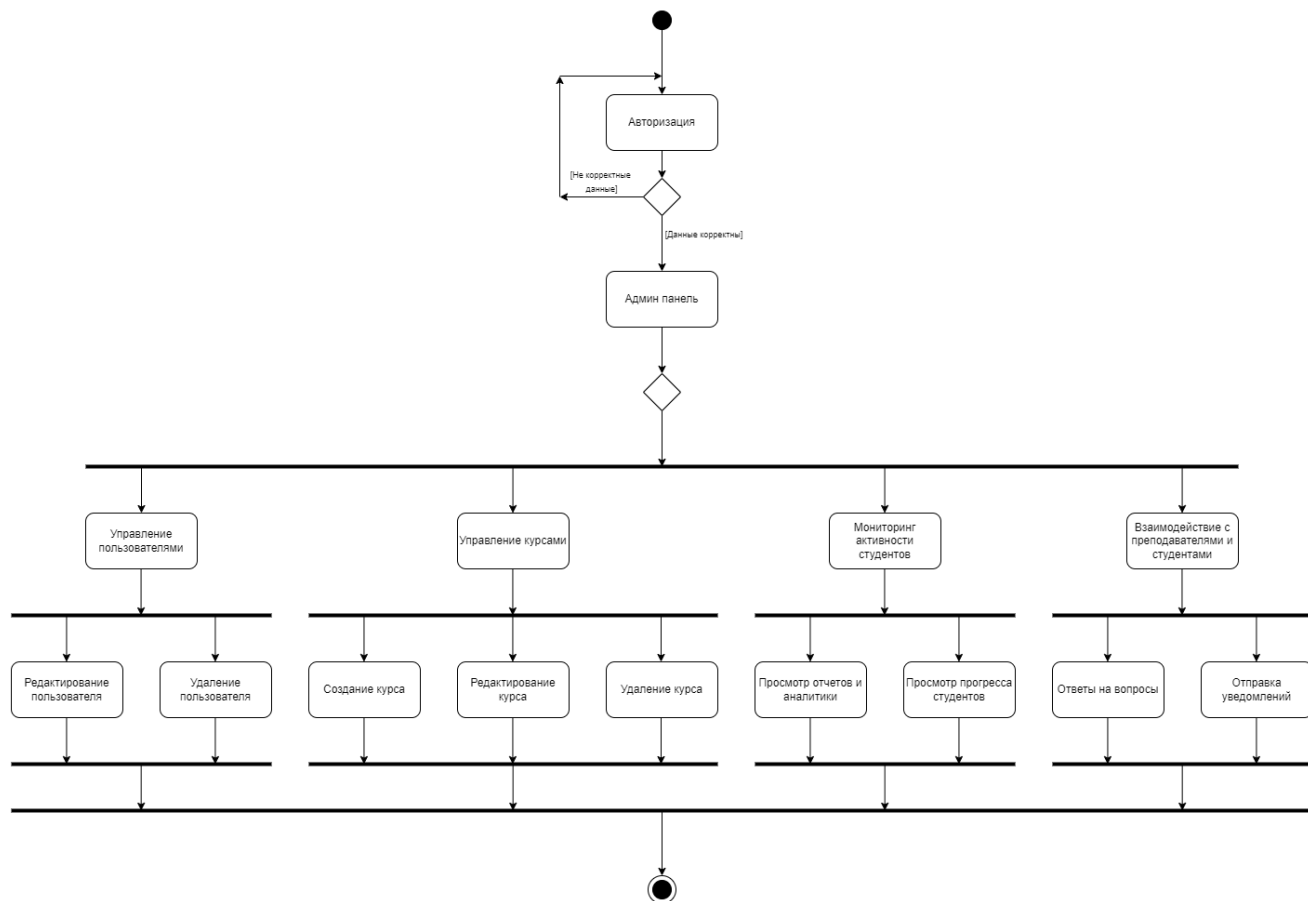 Авторизация
[Не корректные
данные]
[Данные корректны]
Админ панель
Управление
пользователями
Управление курсами
Мониторинг
активности
студентов
Взаимодействие с
преподавателями и
студентами
Редактирование
пользователя
Удаление
пользователя
Создание курса
Редактирование
курса
Удаление курса
Просмотр отчетов и
аналитики
Просмотр прогресса
студентов
Ответы на вопросы
Отправка
уведомлений